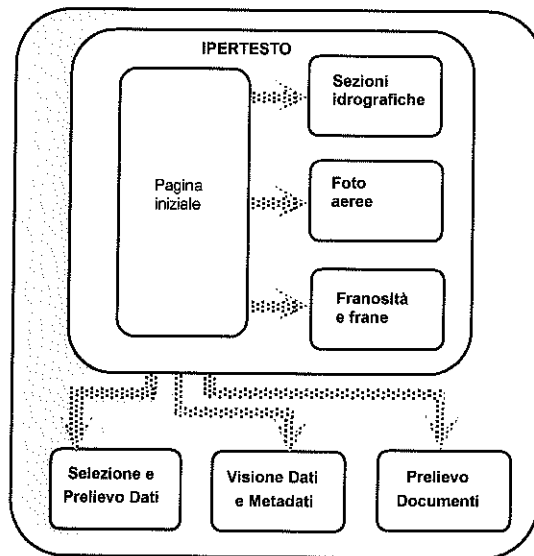 IPERTESTO
Pagina
iniziale
Sezioni
idrografiche
Foto
aeree
Franosità
e frane
Selezione e
Prelievo Dati
Visione Dati
e Metadati
Prelievo
Documenti